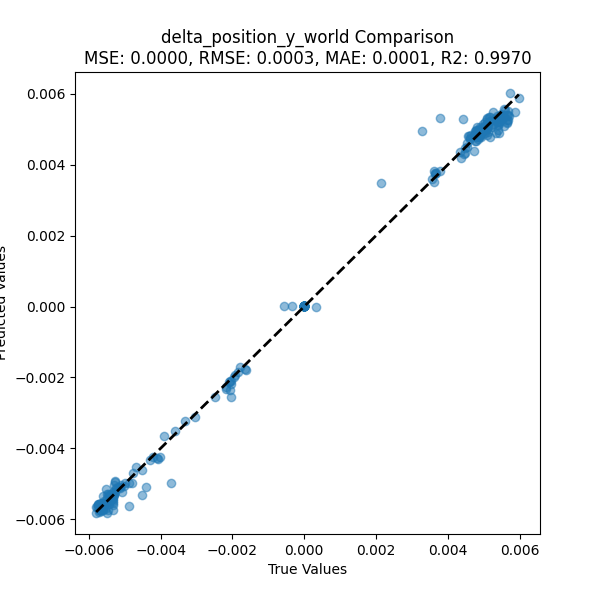 delta_position_y_world Comparison
MSE: 0.0000, RMSE: 0.0003, MAE: 0.0001, R2: 0.9970
0.006
0.004
0.002
0.000
−0.002
−0.004
−0.006
Predicted Values
−0.006 −0.004 −0.002 0.000 0.002 0.004 0.006
True Values